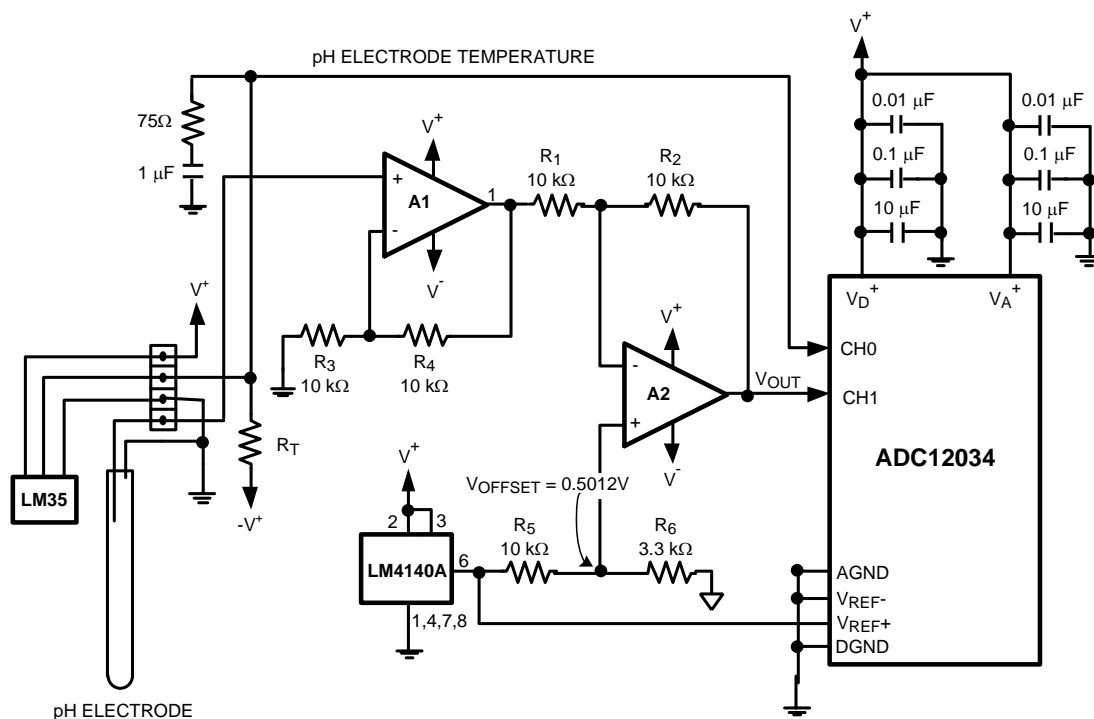 V+
pH ELECTRODE TEMPERATURE
0.01 µF
0.01 µF
75Ω
V+
0.1 µF
0.1 µF
R1
10 kΩ
R2
10 kΩ
1 µF
+
A1
1
-
10 µF
10 µF
V-
VD+
VA+
V+
R3
10 kΩ
R4
10 kΩ
V+
CH0
-
A2
VOUT
CH1
+
RT
V-
ADC12034
LM35
V+
VOFFSET = 0.5012V
-V+
2
3
R5
10 kΩ
R6
3.3 kΩ
LM4140A
6
AGND
VREF-
1,4,7,8
VREF+
DGND
pH ELECTRODE